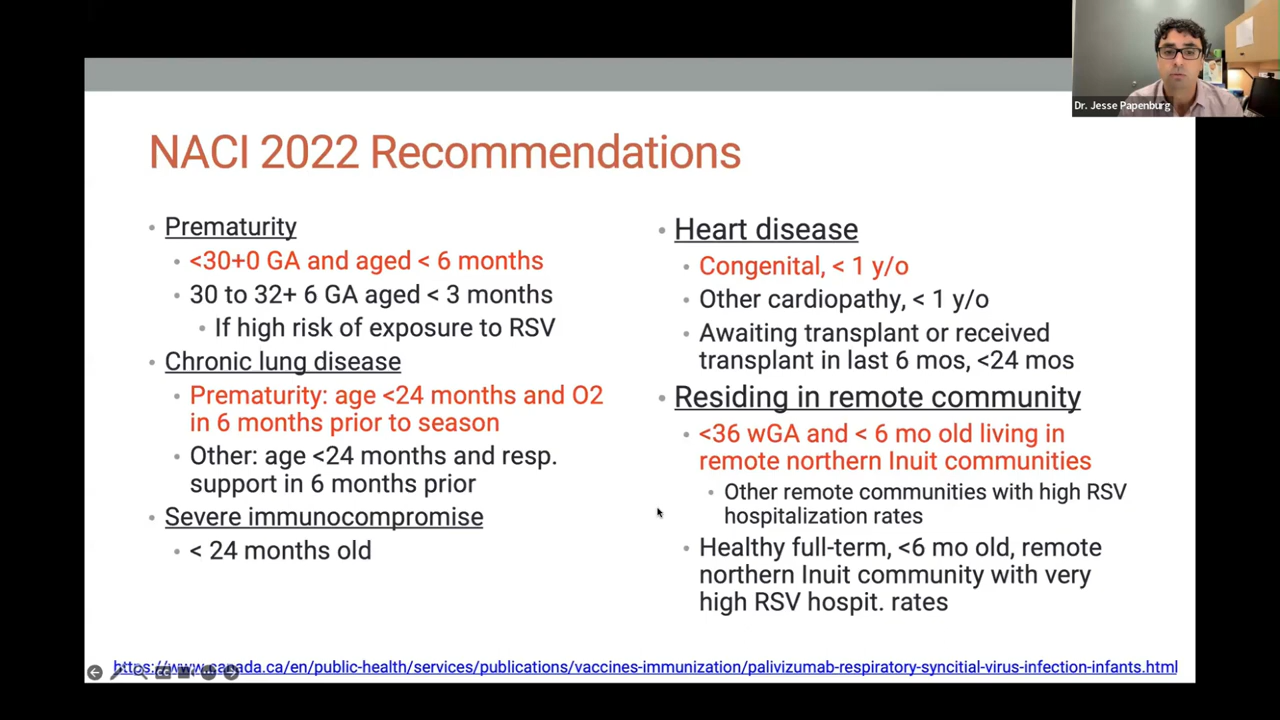 Dr. Jesse Papenburg
NACI 2022 Recommendations
Prematurity
<30+0 GA and aged < 6 months
30 to 32+ 6 GA aged < 3 months
If high risk of exposure to RSV
Chronic lung disease
Prematurity: age <24 months and O2
in 6 months prior to season
Other: age <24 months and resp.
support in 6 months prior
Severe immunocompromise
< 24 months old
Heart disease
Congenital, < 1 y/o
Other cardiopathy, < 1 y/o
Awaiting transplant or received
transplant in last 6 mos, <24 mos
Residing in remote community
<36 wGA and < 6 mo old living in
remote northern Inuit communities
Other remote communities with high RSV
hospitalization rates
Healthy full-term, <6 mo old, remote
northern Inuit community with very
high RSV hospit. rates
https://www.canada.ca/en/public-health/services/publications/vaccines-immunization/palivizumab-respiratory-syncitial-virus-infection-infants.html